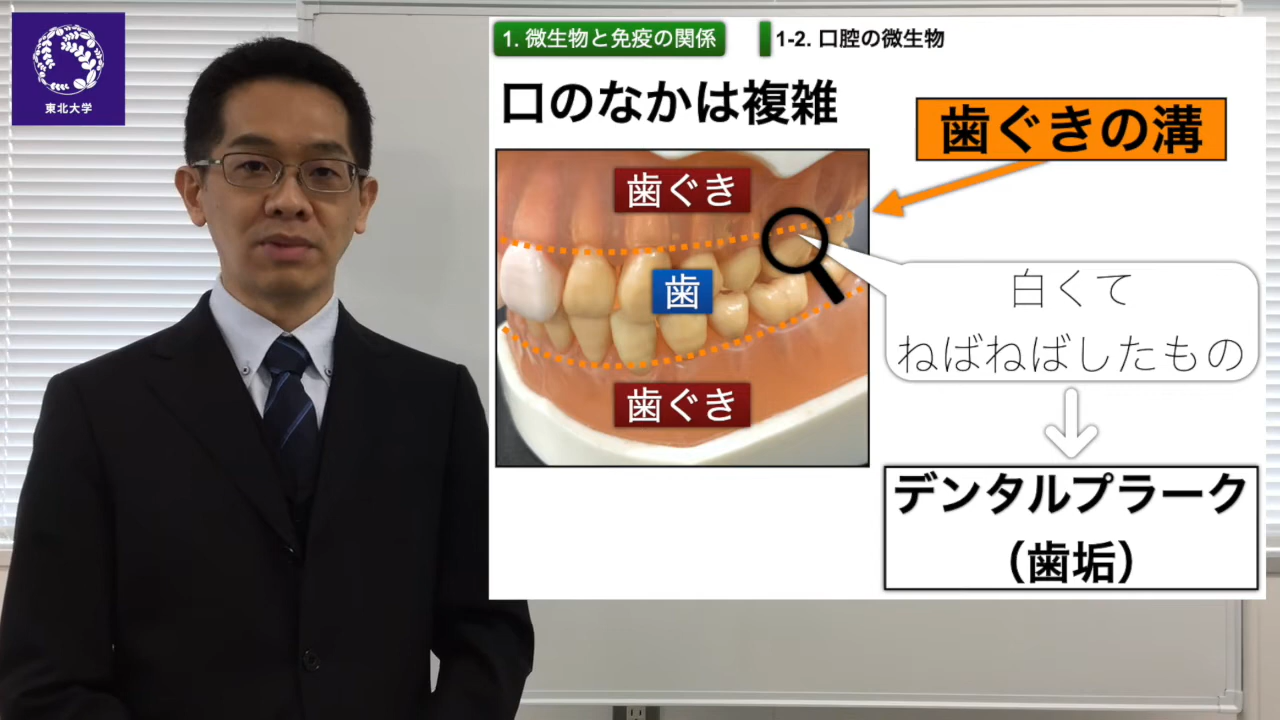 東北大学
1. 微生物と免疫の関係
1-2. 口腔の微生物
口のなかは複雑
歯ぐきの溝
歯ぐき
歯
歯ぐき
白くて
ねばねばしたもの
デンタルプラーク
（歯垢）